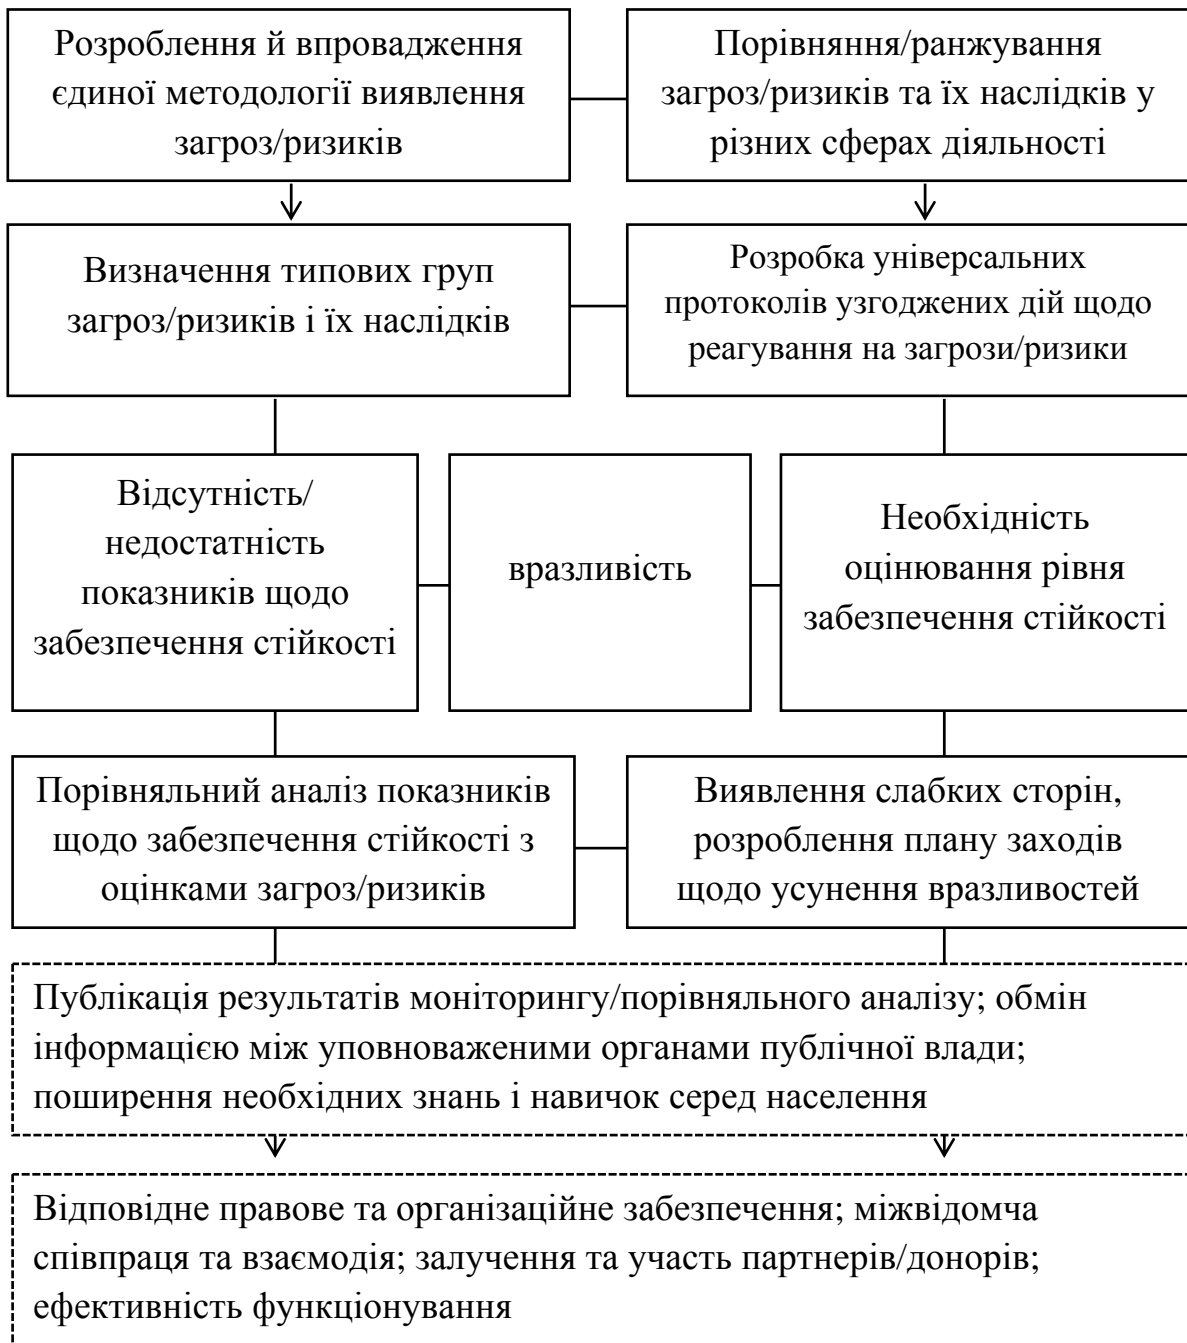 Розроблення й впровадження
єдиної методології виявлення
загроз/ризиків
Порівняння/ранжування
загроз/ризиків та їх наслідків у
різних сферах діяльності
Визначення типових груп
загроз/ризиків і їх наслідків
Розробка універсальних
протоколів узгоджених дій щодо
реагування на загрози/ризики
Відсутність/
недостатність
показників щодо
забезпечення стійкості
вразливість
Необхідність
оцінювання рівня
забезпечення стійкості
Порівняльний аналіз показників
щодо забезпечення стійкості з
оцінками загроз/ризиків
Виявлення слабких сторін,
розроблення плану заходів
щодо усунення вразливостей
Публікація результатів моніторингу/порівняльного аналізу; обмін
інформацією між уповноваженими органами публічної влади;
поширення необхідних знань і навичок серед населення
Відповідне правове та організаційне забезпечення; міжвідомча
співпраця та взаємодія; залучення та участь партнерів/донорів;
ефективність функціонування